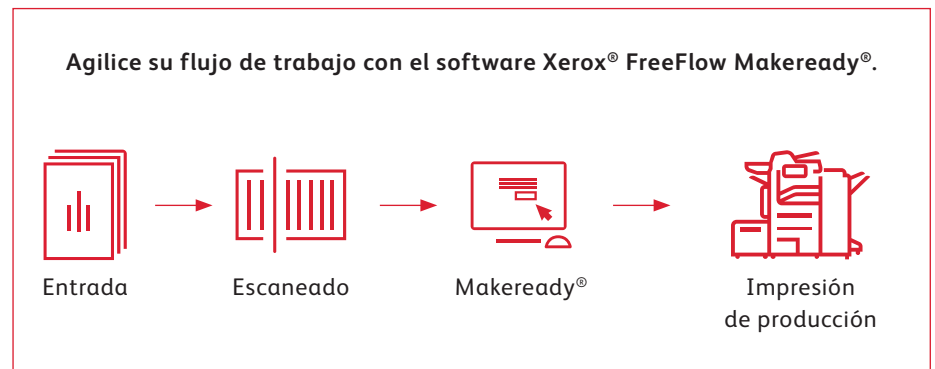 Agilice su flujo de trabajo con el software Xerox® FreeFlow Makeready®.
Entrada
Escaneado
Makeready®
Impresión
de producción